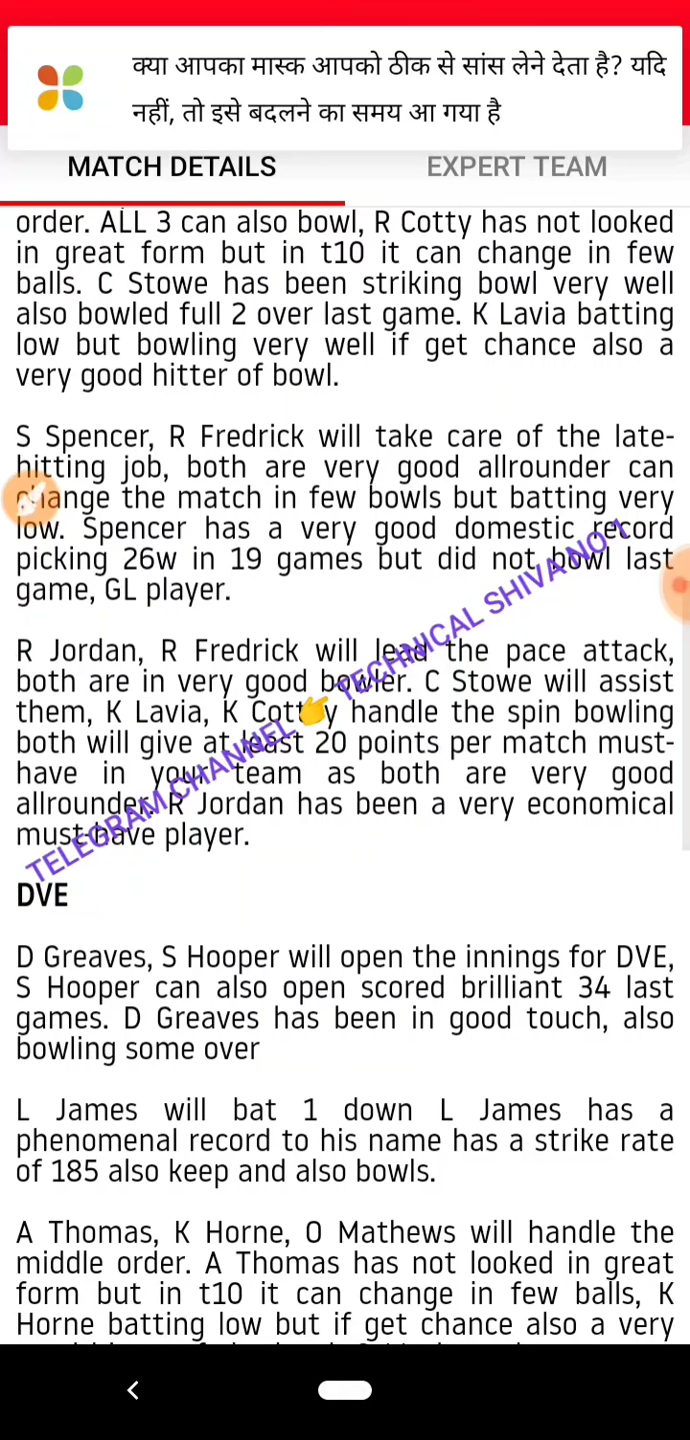 क्या आपका मास्क आपको ठीक से सांस लेने देता है? यदि
नहीं, तो इसे बदलने का समय आ गया है
MATCH DETAILS
EXPERT TEAM
order. ALL 3 can also bowl, R Cotty has not looked
in great form but in t10 it can change in few
balls. C Stowe has been striking bowl very well
also bowled full 2 over last game. K Lavia batting
low but bowling very well if get chance also a
very good hitter of bowl.
S Spencer, R Fredrick will take care of the late-
hitting job, both are very good allrounder can
change the match in few bowls but batting very
low. Spencer has a very good domestic record
picking 26w in 19 games but did not bowl last
game, GL player.
R Jordan, R Fredrick will lead the pace attack,
both are in very good bowler. C Stowe will assist
them, K Lavia, K Cotty handle the spin bowling
both will give at least 20 points per match must-
have in your team as both are very good
allrounder. R Jordan has been a very economical
must-have player.
TELEGRAM CHANNEL 👉 TECHNICAL SHIVA NO 1
DVE
D Greaves, S Hooper will open the innings for DVE,
S Hooper can also open scored brilliant 34 last
games. D Greaves has been in good touch, also
bowling some over
L James will bat 1 down L James has a
phenomenal record to his name has a strike rate
of 185 also keep and also bowls.
A Thomas, K Horne, O Mathews will handle the
middle order. A Thomas has not looked in great
form but in t10 it can change in few balls, K
Horne batting low but if get chance also a very